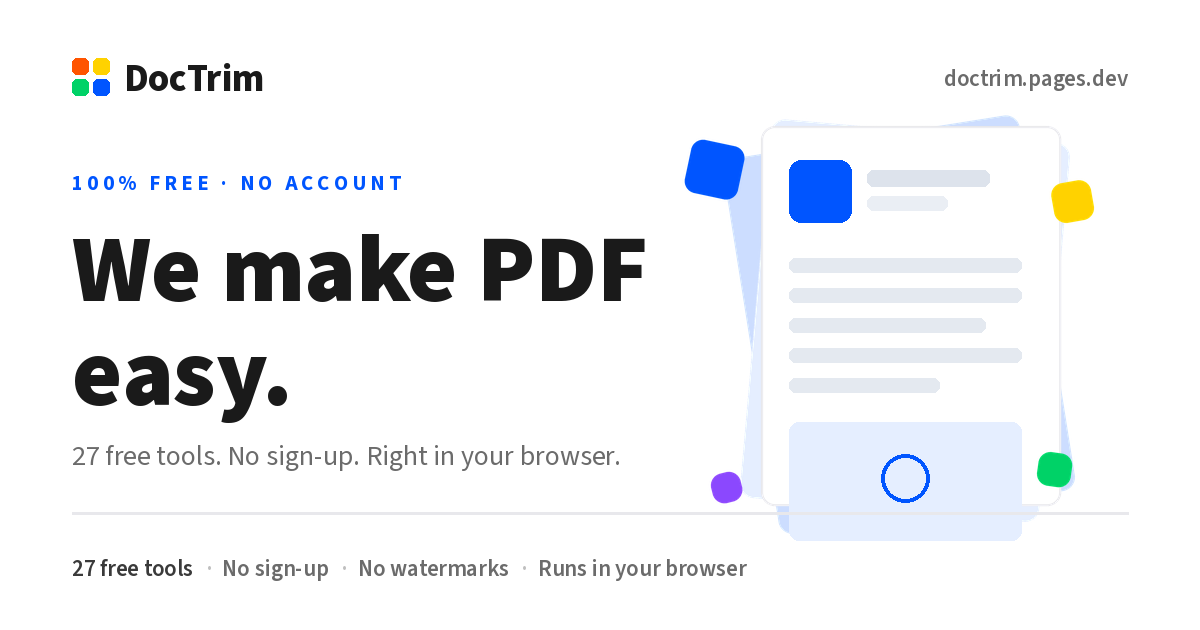 DocTrim
doctrim.pages.dev
100% FREE · NO ACCOUNT
We make PDF
easy.
27 free tools. No sign-up. Right in your browser.
27 free tools · No sign-up · No watermarks · Runs in your browser